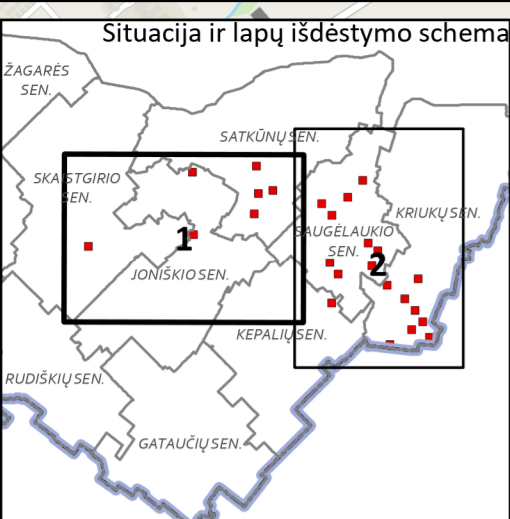 Situacija ir lapų išdėstymo schema
ŽAGARĖS
SEN.
SATKŪNŲ SEN.
SKAISTGIRIO
SEN.
KRIUKŲ SEN.
SAUGĖLAUKIO
SEN.
1
2
JONIŠKIO SEN.
KEPALIŲ SEN.
RUDIŠKIŲ SEN.
GATAUČIŲ SEN.